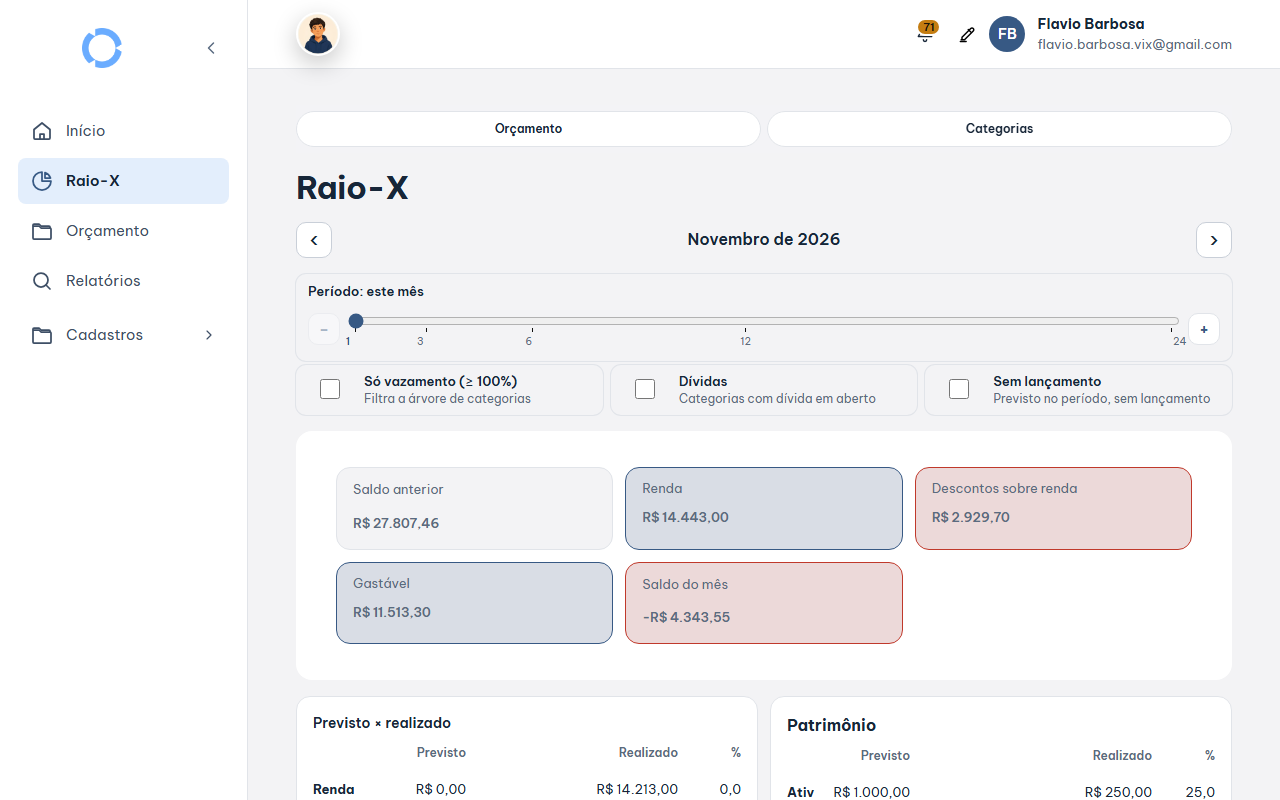 71
FB
Flavio Barbosa
flavio.barbosa.vix@gmail.com
Início
Raio-X
Orçamento
Relatórios
Cadastros
Orçamento
Categorias
Raio-X
Novembro de 2026
Período: este mês
−
+
1 3 6 12 24
Só vazamento (≥ 100%)
Filtra a árvore de categorias
Dívidas
Categorias com dívida em aberto
Sem lançamento
Previsto no período, sem lançamento
Saldo anterior
R$ 27.807,46
Renda
R$ 14.443,00
Descontos sobre renda
R$ 2.929,70
Gastável
R$ 11.513,30
Saldo do mês
-R$ 4.343,55
Previsto × realizado
Previsto Realizado %
Renda R$ 0,00 R$ 14.213,00 0,0
Patrimônio
Previsto Realizado %
Ativ R$ 1.000,00 R$ 250,00 25,0